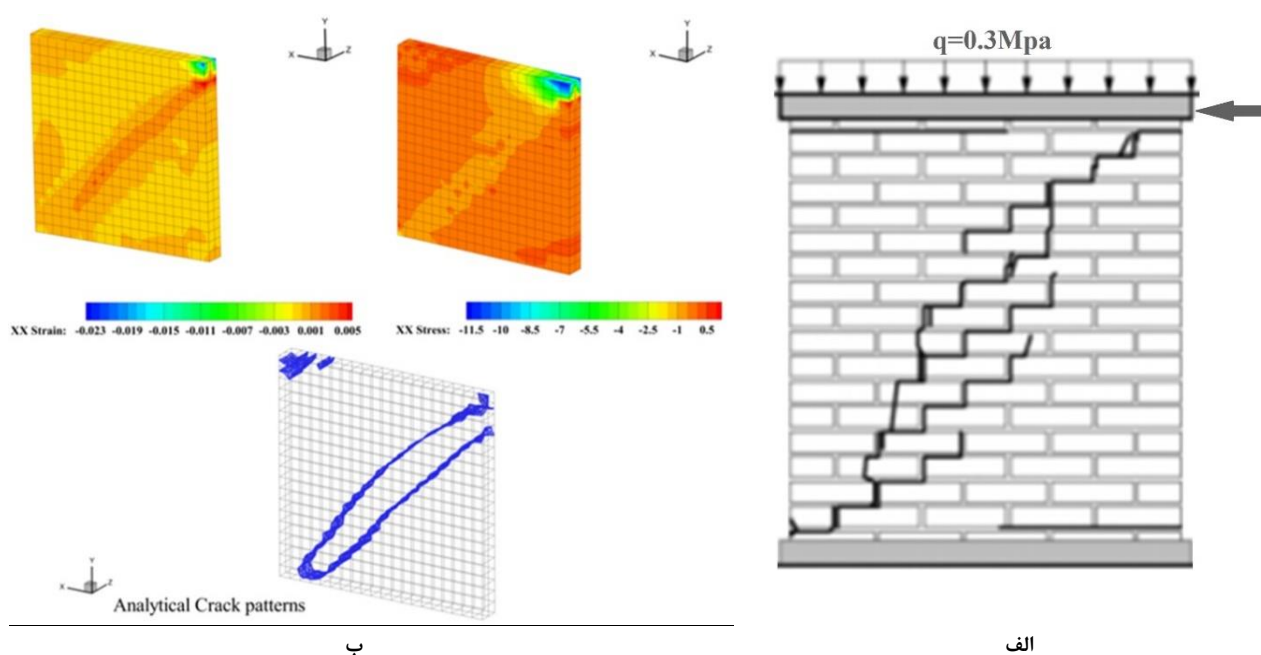 Y
X
Z
Y
X
Z
q=0.3Mpa
XX Strain: -0.023 -0.019 -0.015 -0.011 -0.007 -0.003 0.001 0.005
XX Stress: -11.5 -10 -8.5 -7 -5.5 -4 -2.5 -1 0.5
Y
X
Z
Analytical Crack patterns
ب
الف